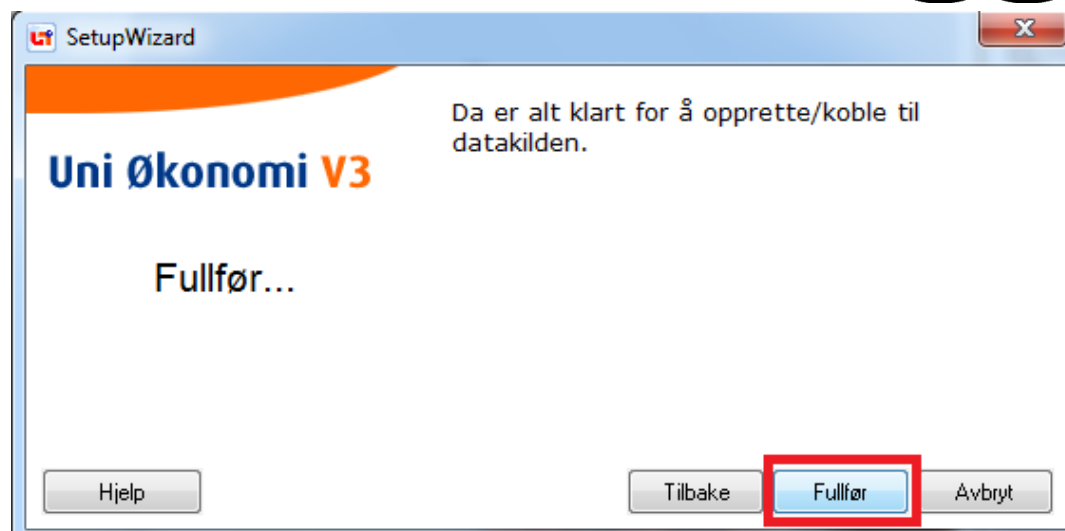 SetupWizard
Da er alt klart for å opprette/koble til
datakilden.
Uni Økonomi V3
Fullfør...
Hjelp
Tilbake
Fullfør
Avbryt